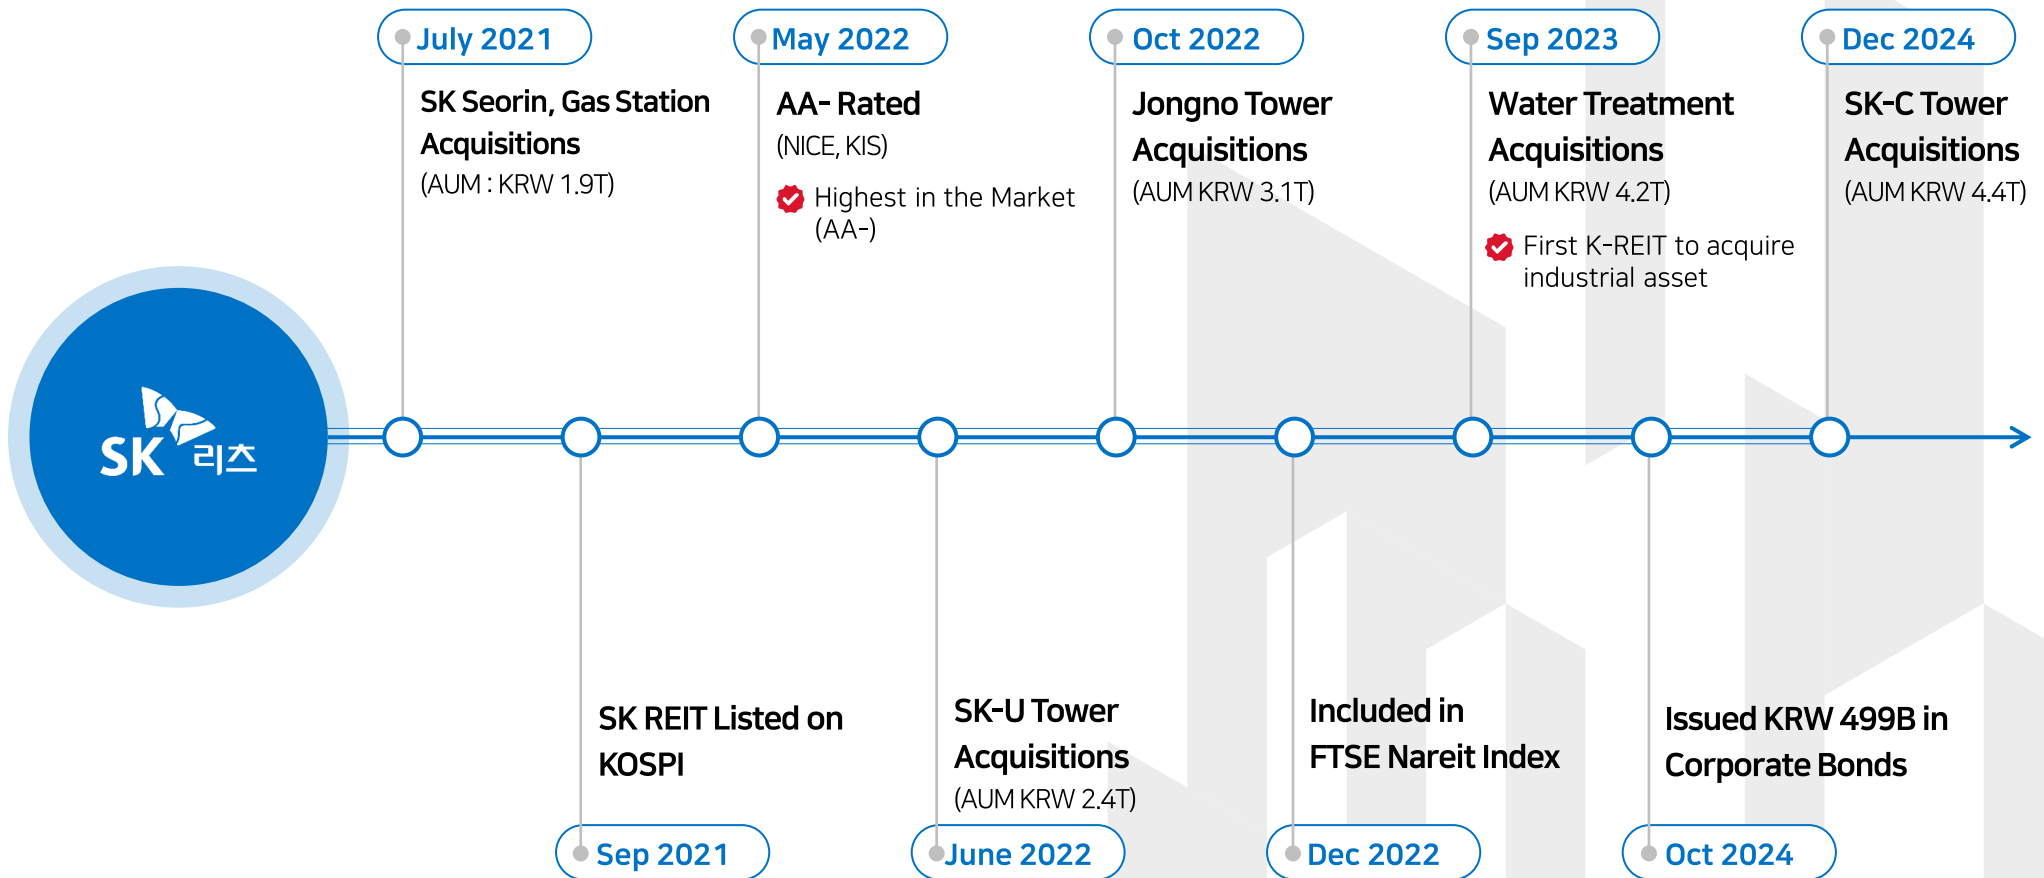 July 2021
SK Seorin, Gas Station
Acquisitions
(AUM : KRW 1.9T)
May 2022
AA- Rated
(NICE, KIS)
Highest in the Market
(AA-)
Oct 2022
Jongno Tower
Acquisitions
(AUM KRW 3.1T)
Sep 2023
Water Treatment
Acquisitions
(AUM KRW 4.2T)
First K-REIT to acquire
industrial asset
Dec 2024
SK-C Tower
Acquisitions
(AUM KRW 4.4T)
SK 리츠
SK REIT Listed on
KOSPI
Sep 2021
SK-U Tower
Acquisitions
(AUM KRW 2.4T)
June 2022
Included in
FTSE Nareit Index
Dec 2022
Issued KRW 499B in
Corporate Bonds
Oct 2024